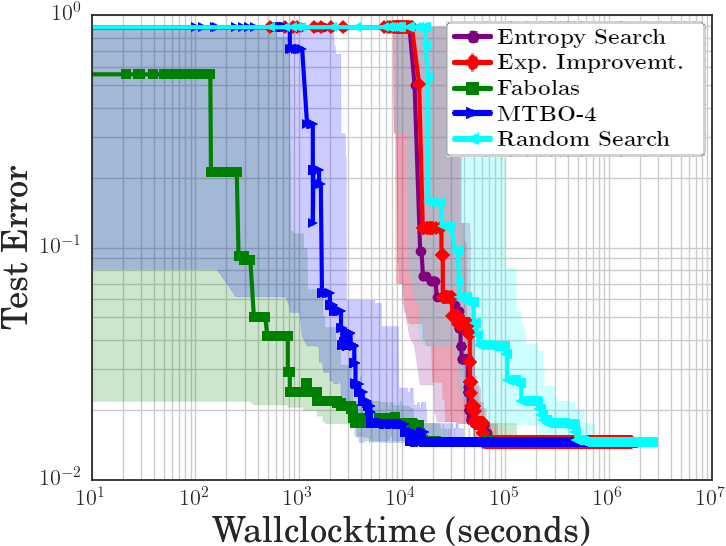 10^0
Entropy Search
Exp. Improvemt.
Fabolas
MTBO-4
Random Search
Test Error
10^-1
10^-2
10^1 10^2 10^3 10^4 10^5 10^6 10^7
Wallclocktime (seconds)